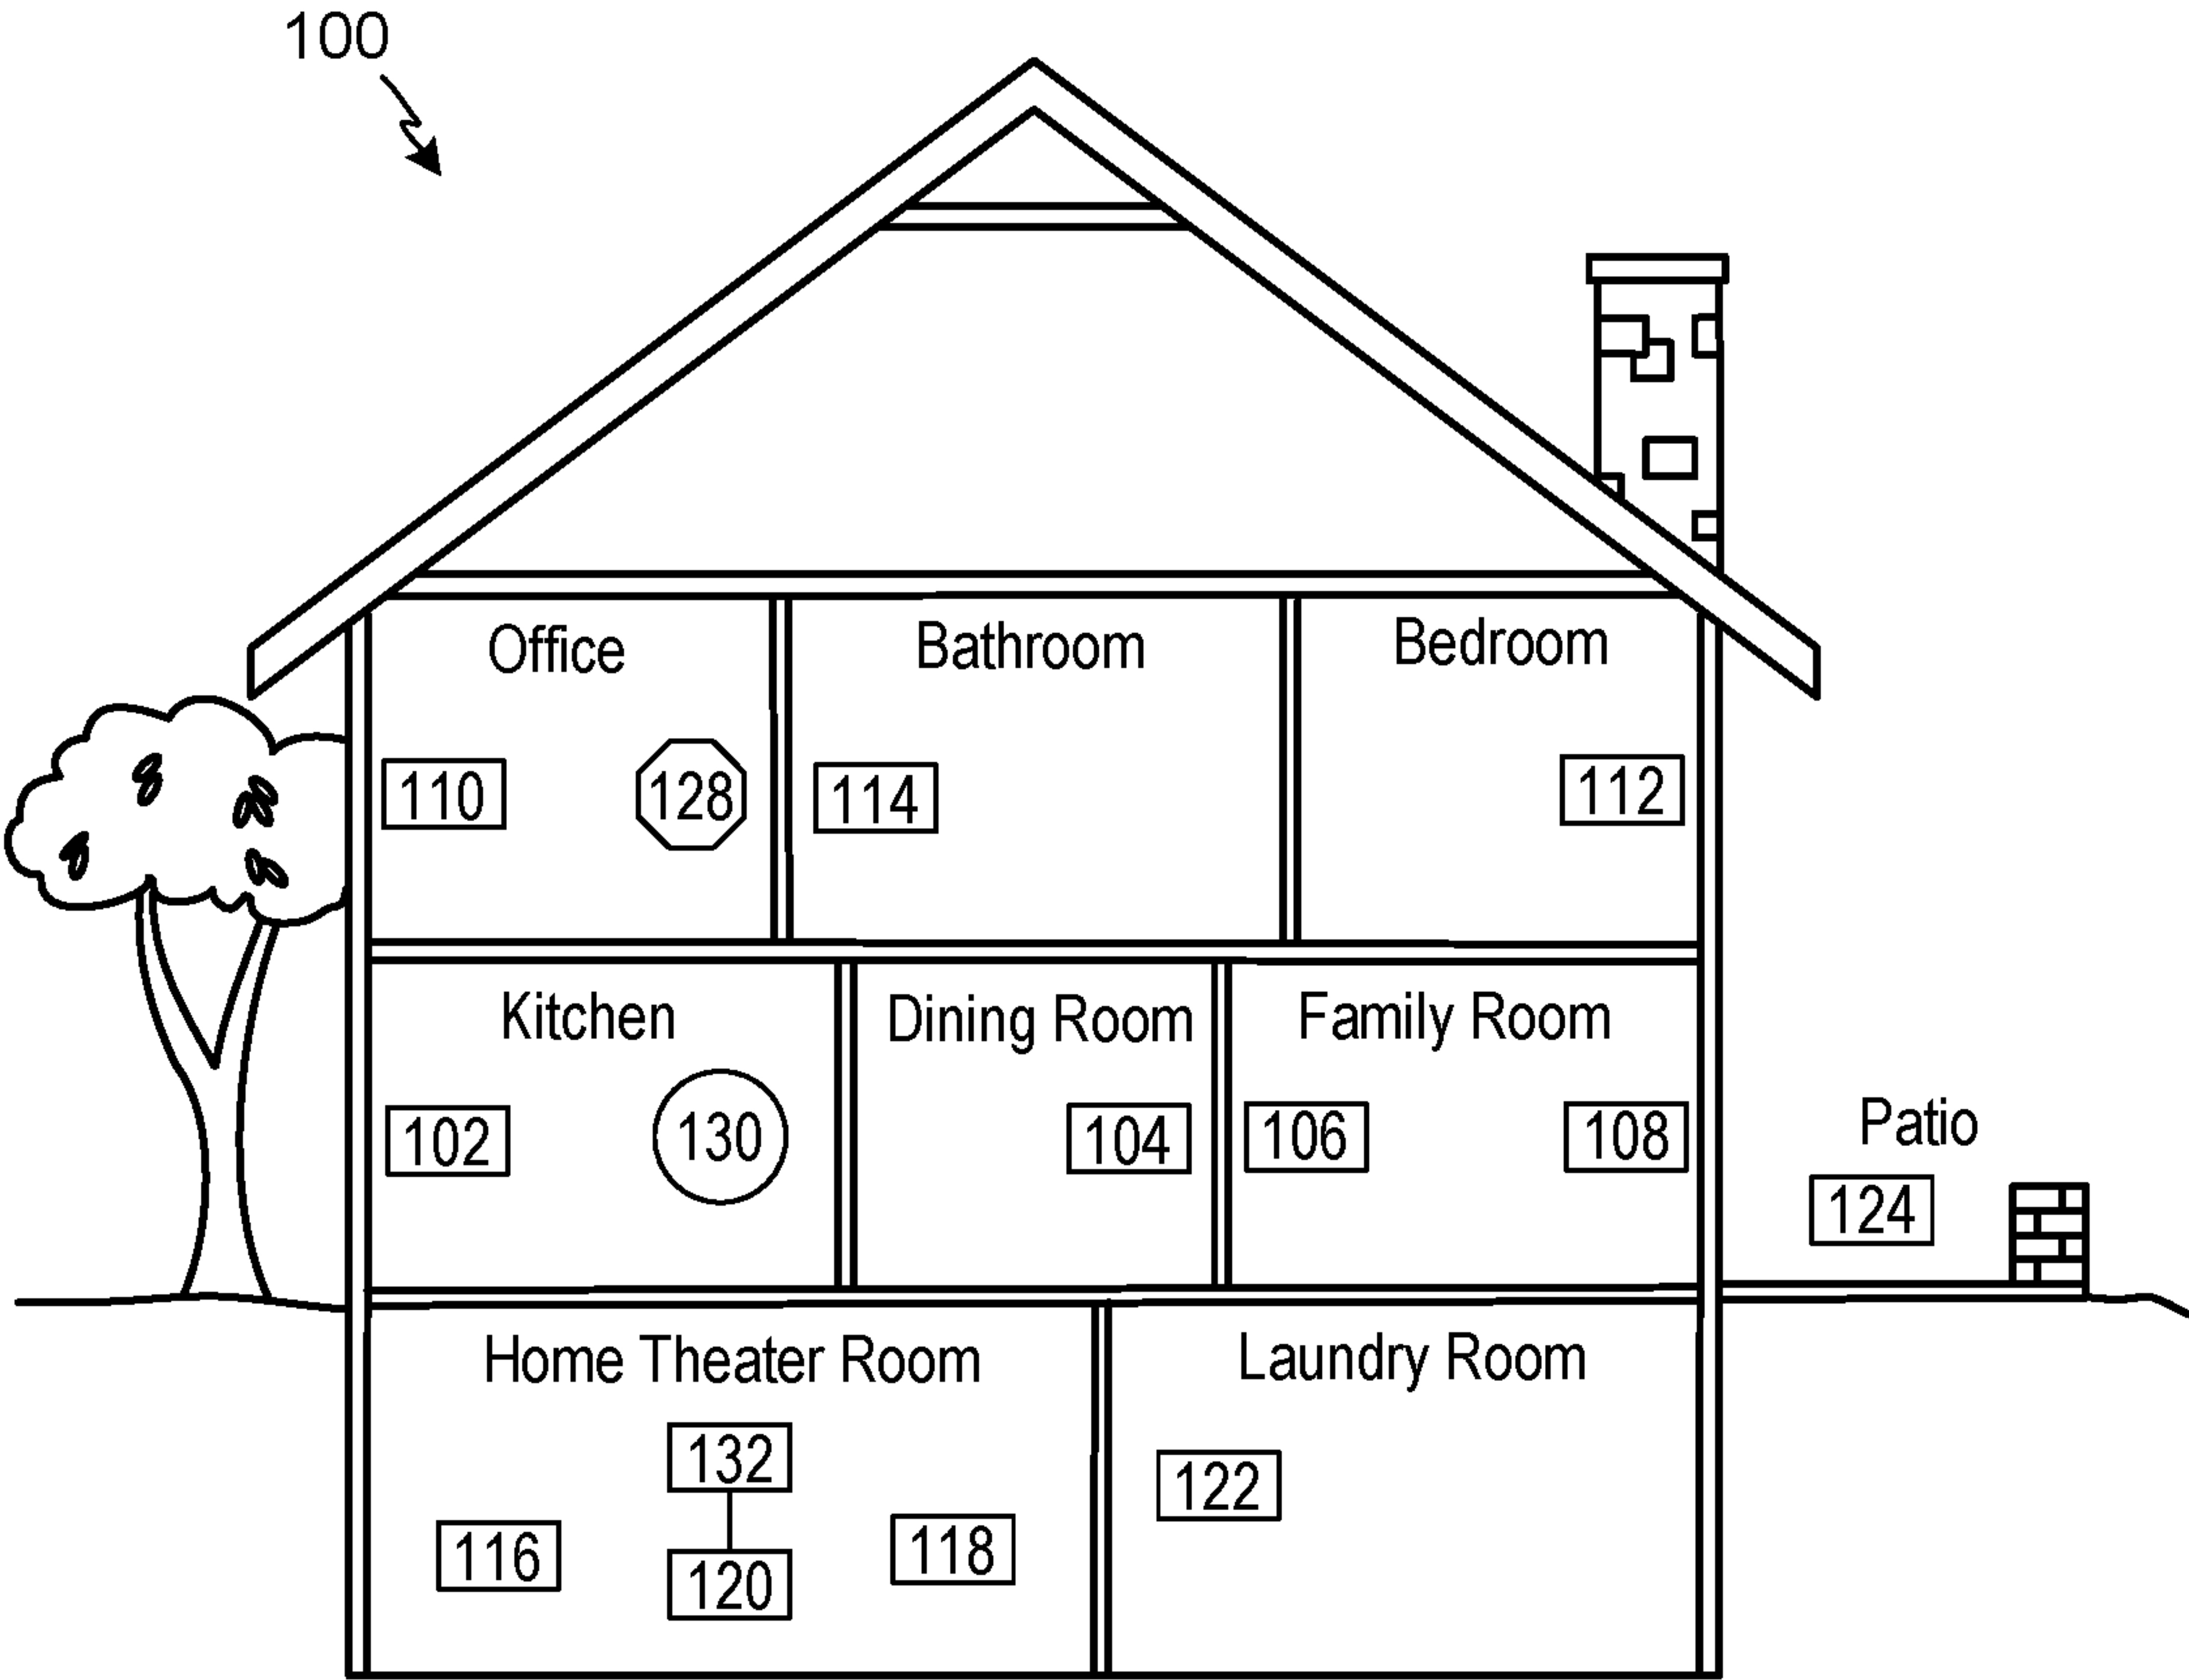 100
Office
Bathroom
Bedroom
110
128
114
112
Kitchen
Dining Room
Family Room
102
130
104
106
108
Patio
124
Home Theater Room
Laundry Room
132
122
116
118
120